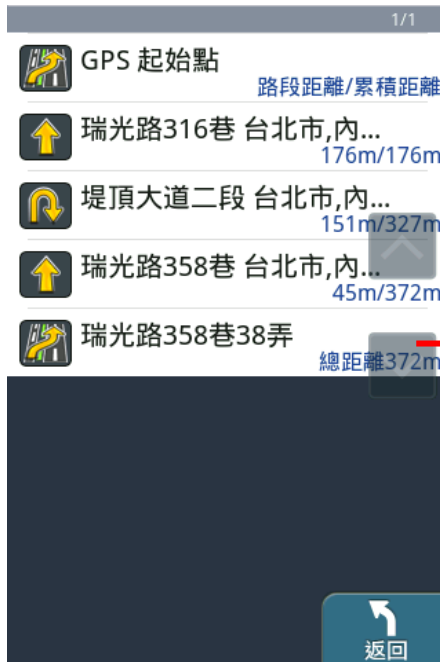 1/1
GPS 起始點
路段距離/累積距離
瑞光路316巷 台北市,內...
176m/176m
堤頂大道二段 台北市,內...
151m/327m
瑞光路358巷 台北市,內...
45m/372m
瑞光路358巷38弄
總距離372m
返回